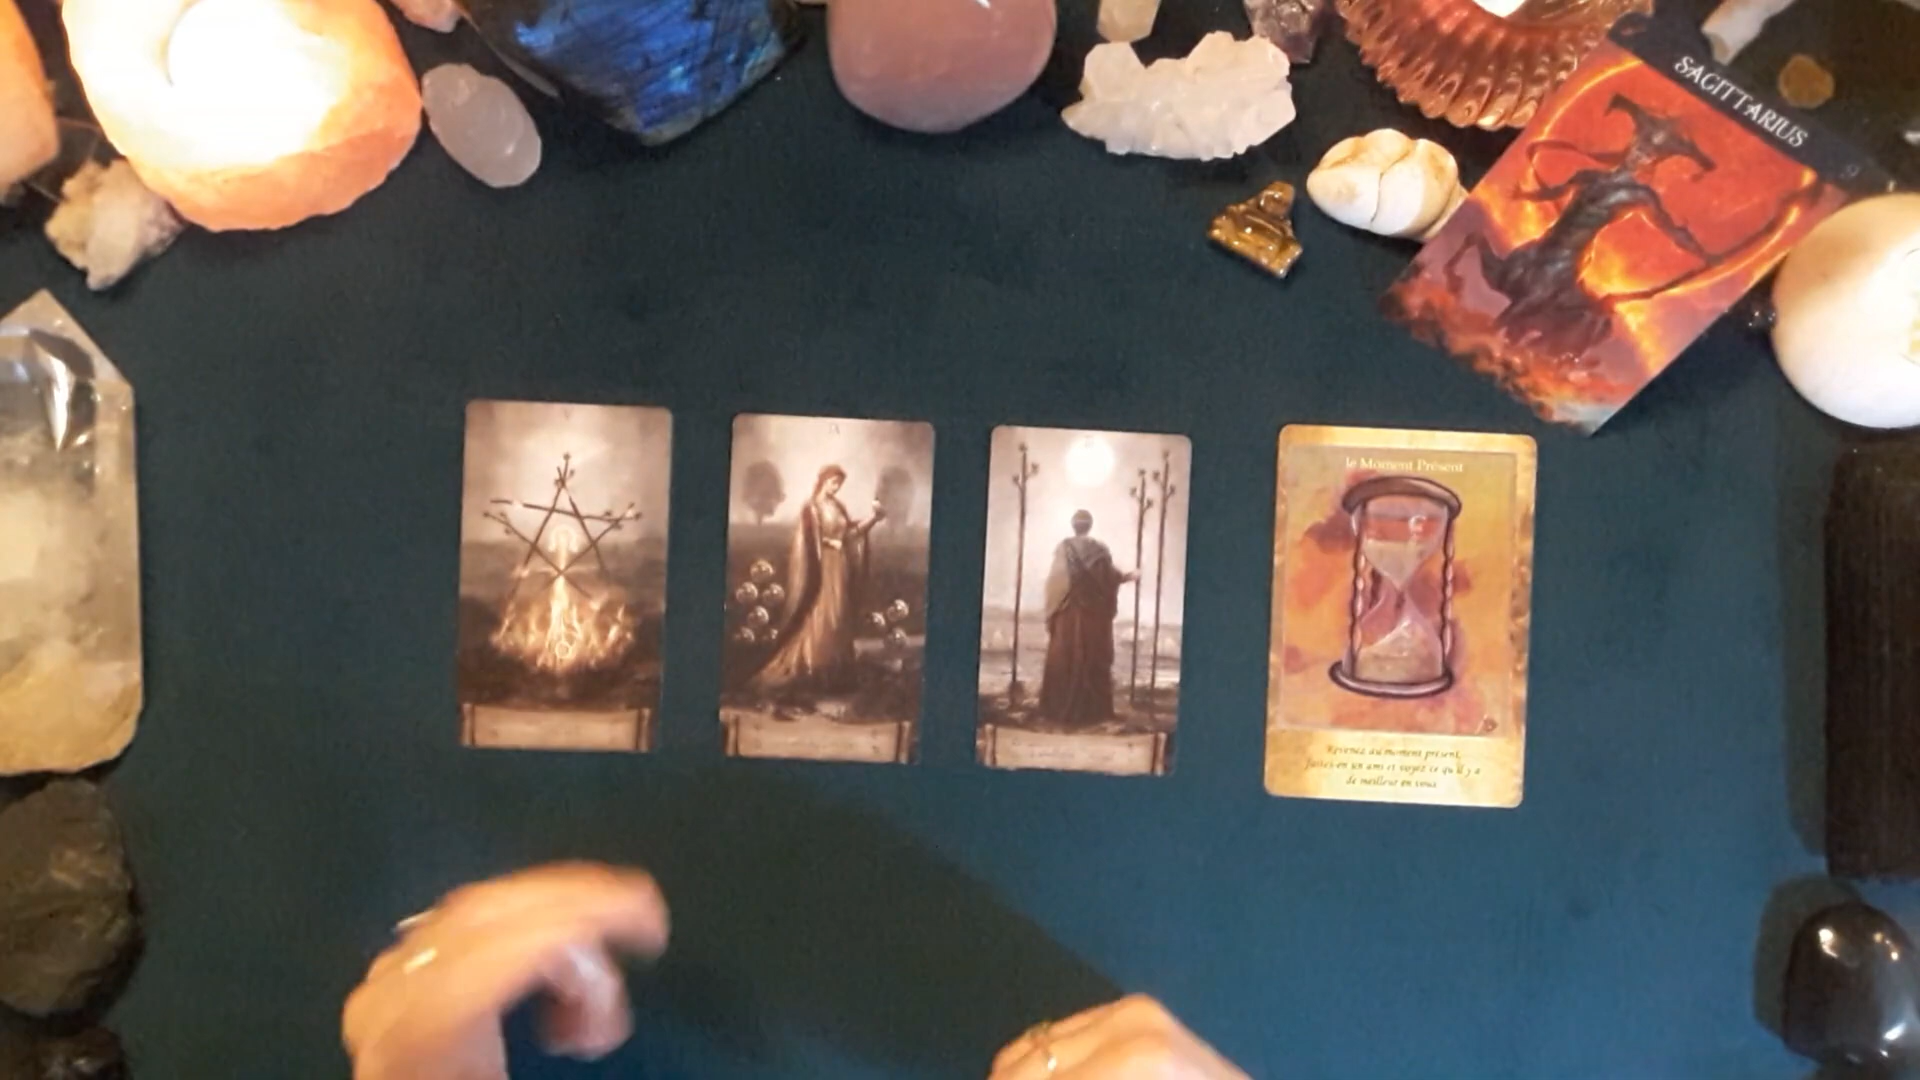 SAGITTARIUS
le Moment Présent
Revenez au moment présent,
faites-en un ami et voyez ce qu'il y a
de meilleur en vous.